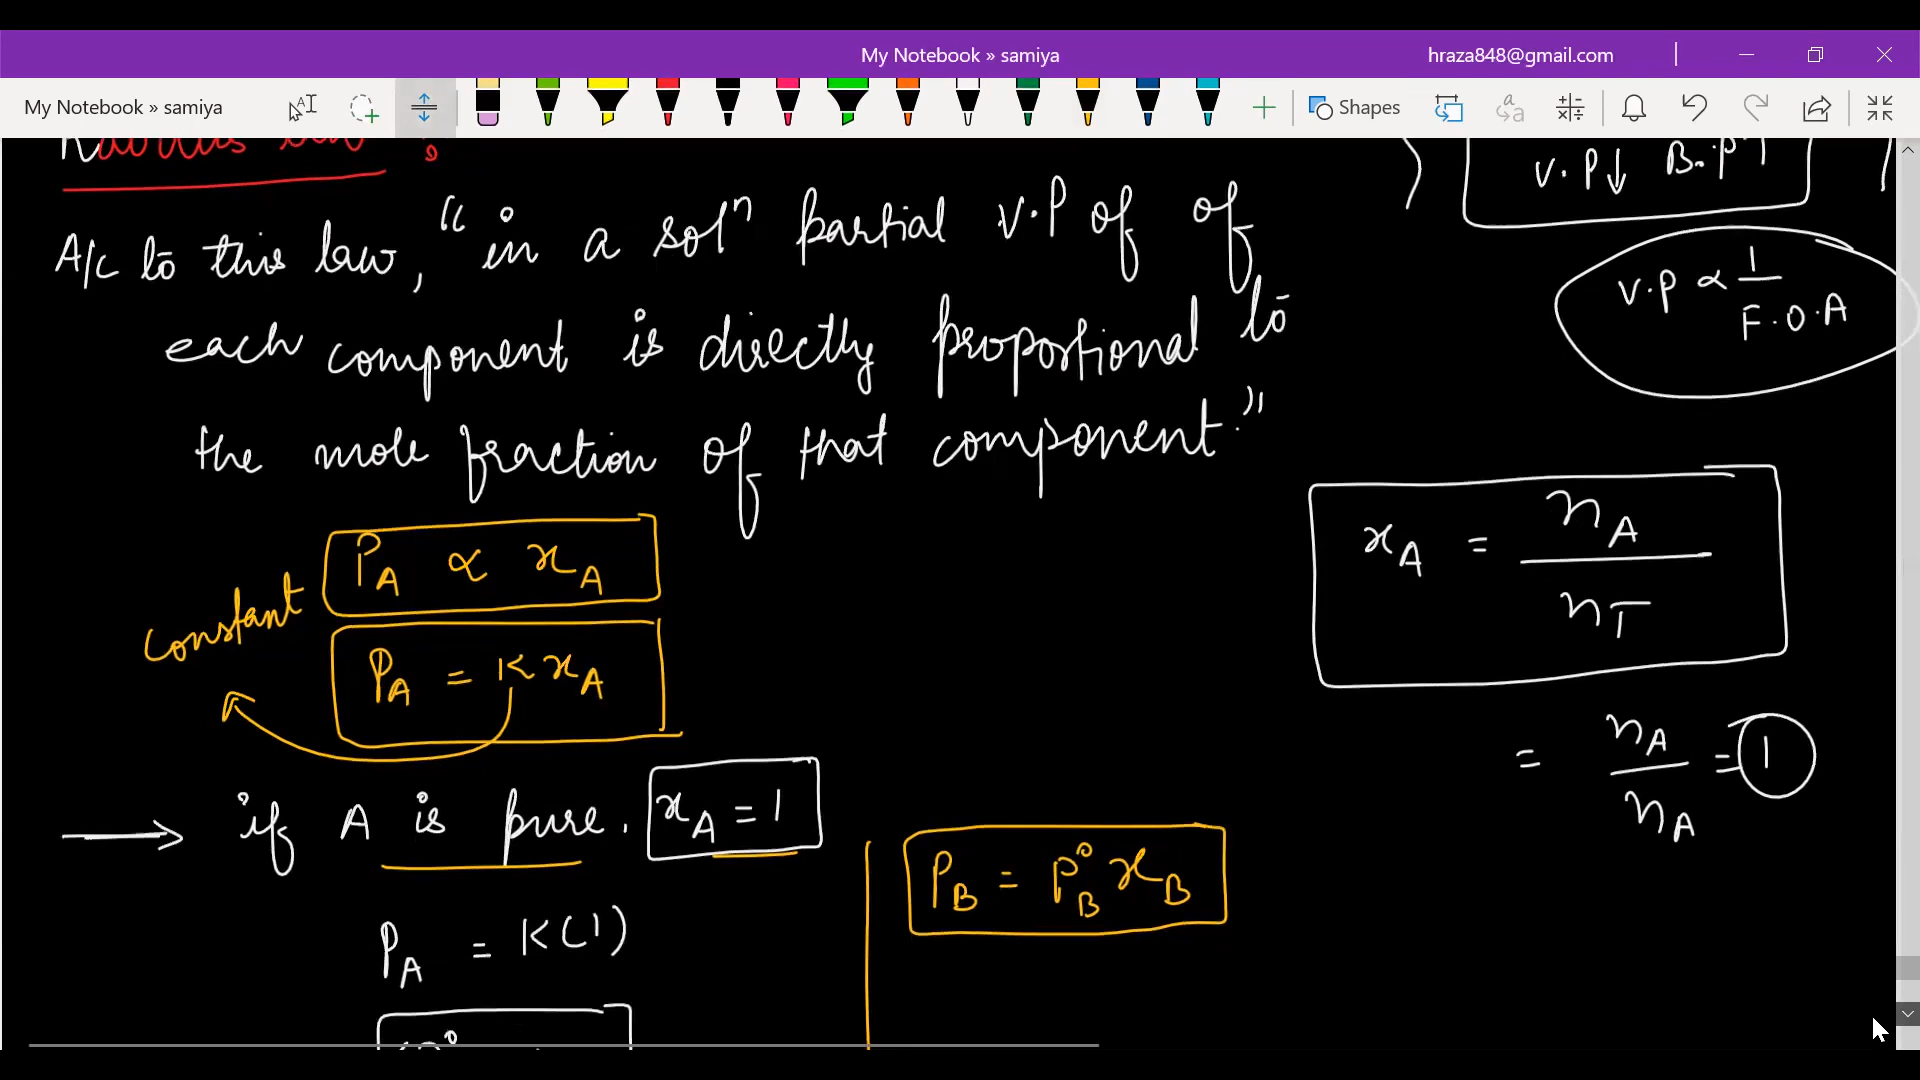 My Notebook » samiya
hraza848@gmail.com
My Notebook » samiya
Shapes
V.P↓ B.P↑
A/c to this law, "in a solⁿ partial V.P of of
each component is directly proportional to
the mole fraction of that component."
V.P ∝ 1/F.O.A
P_A ∝ x_A
constant
P_A = K x_A
x_A = n_A/n_T
= n_A/n_A = 1
→ if A is pure. x_A = 1
P_A = K(1)
P_B = P°_B x_B